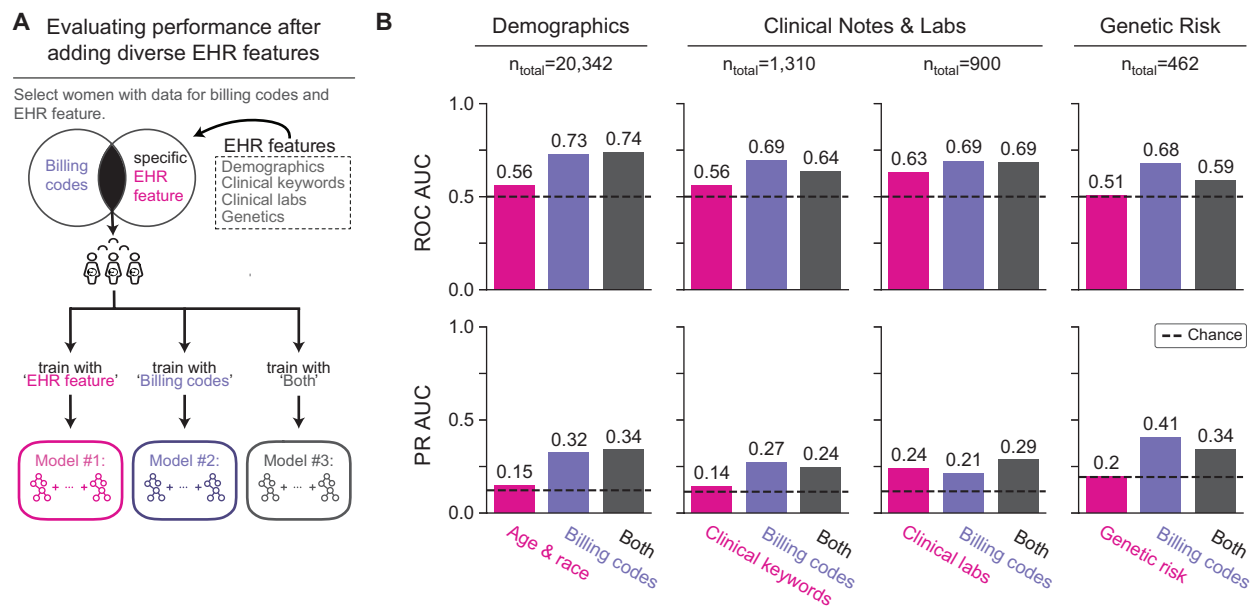 A Evaluating performance after
adding diverse EHR features
Select women with data for billing codes and
EHR feature.
Billing
codes
specific
EHR
feature
EHR features
Demographics
Clinical keywords
Clinical labs
Genetics
train with
'EHR feature'
train with
'Billing codes'
train with
'Both'
Model #1:
+ ... +
Model #2:
+ ... +
Model #3:
+ ... +
B
Demographics
Clinical Notes & Labs
Genetic Risk
n_total=20,342
n_total=1,310
n_total=900
n_total=462
ROC AUC
1.0
0.5
0.0
0.56
0.73
0.74
0.56
0.69
0.64
0.63
0.69
0.69
0.51
0.68
0.59
PR AUC
1.0
0.5
0.0
0.15
0.32
0.34
0.14
0.27
0.24
0.24
0.21
0.29
0.2
0.41
0.34
Chance
Age & race
Billing codes
Both
Clinical keywords
Billing codes
Both
Clinical labs
Billing codes
Both
Genetic risk
Billing codes
Both